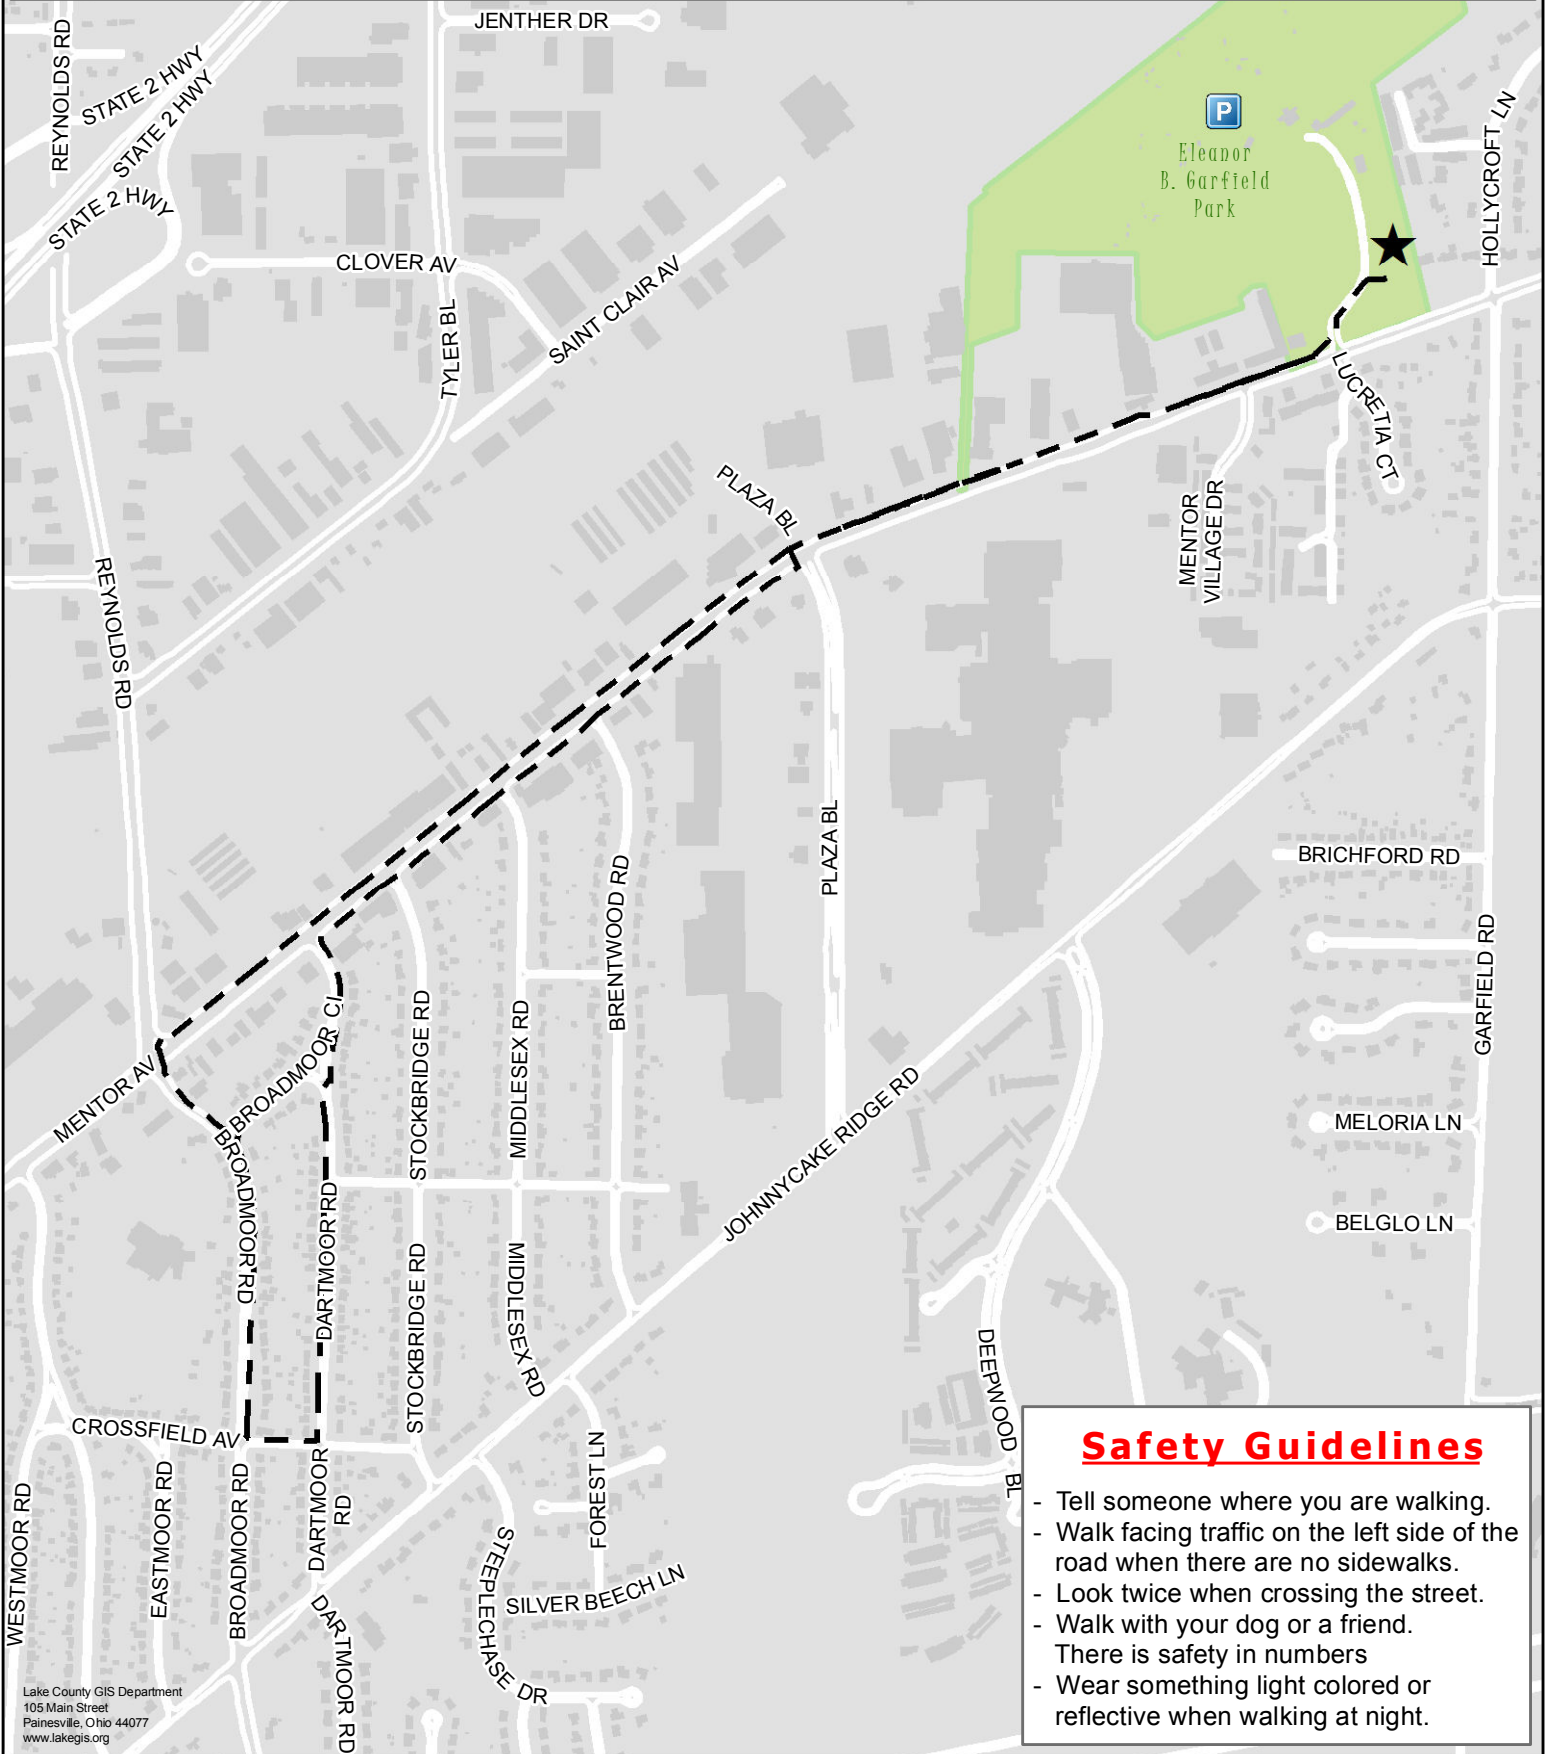 JENTHER DR
REYNOLDS RD
STATE 2 HWY
STATE 2 HWY
STATE 2 HWY
P
Eleanor
B. Garfield
Park
HOLLYCROFT LN
CLOVER AV
TYLER BL
SAINT CLAIR AV
LUCRETIA CT
PLAZA BL
MENTOR
VILLAGE DR
REYNOLDS RD
PLAZA BL
BRICHFORD RD
BRENTWOOD RD
GARFIELD RD
BROADMOOR CI
STOCKBRIDGE RD
MIDDLESEX RD
MENTOR AV
BROADMOOR
JOHNNYCAKE RIDGE RD
MELORIA LN
BROADMOOR RD
DARTMOOR RD
BELGLO LN
STOCKBRIDGE RD
MIDDLESEX RD
DEEPWOOD BL
CROSSFIELD AV
WESTMOOR RD
EASTMOOR RD
BROADMOOR RD
DARTMOOR
RD
FOREST LN
STEEPLECHASE DR
SILVER BEECH LN
DARTMOOR RD
Safety Guidelines
- Tell someone where you are walking.
- Walk facing traffic on the left side of the
road when there are no sidewalks.
- Look twice when crossing the street.
- Walk with your dog or a friend.
There is safety in numbers
- Wear something light colored or
reflective when walking at night.
Lake County GIS Department
105 Main Street
Painesville, Ohio 44077
www.lakegis.org